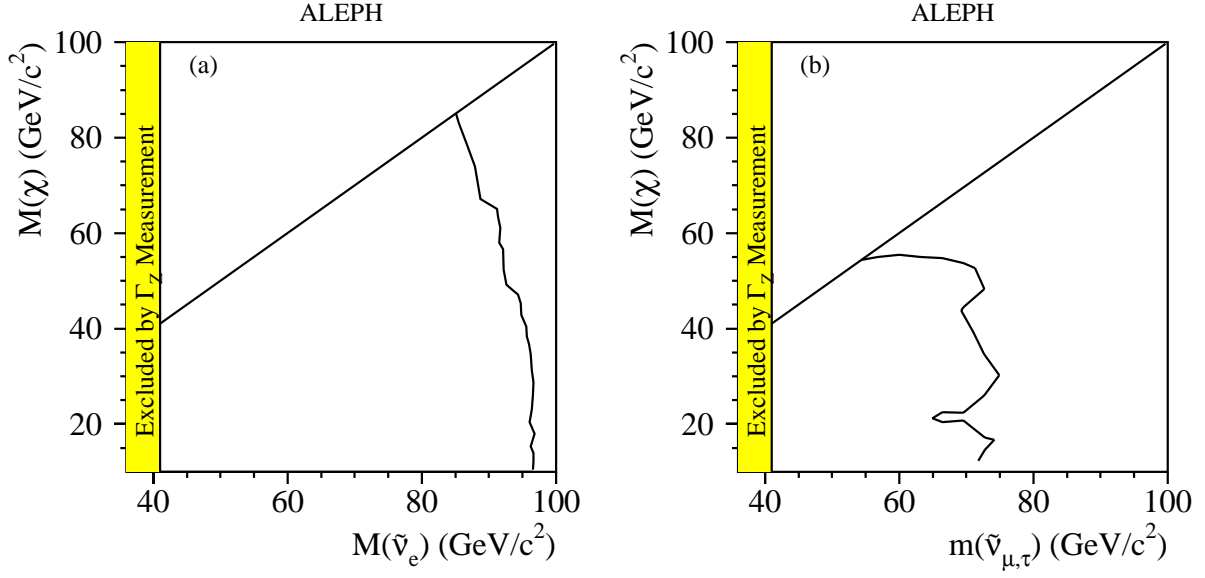 ALEPH
M(χ) (GeV/c²)
100
80
60
40
20
(a)
Excluded by Γ_Z Measurement
40 60 80 100
M(ν̃_e) (GeV/c²)
ALEPH
M(χ) (GeV/c²)
100
80
60
40
20
(b)
Excluded by Γ_Z Measurement
40 60 80 100
m(ν̃_μ,τ) (GeV/c²)